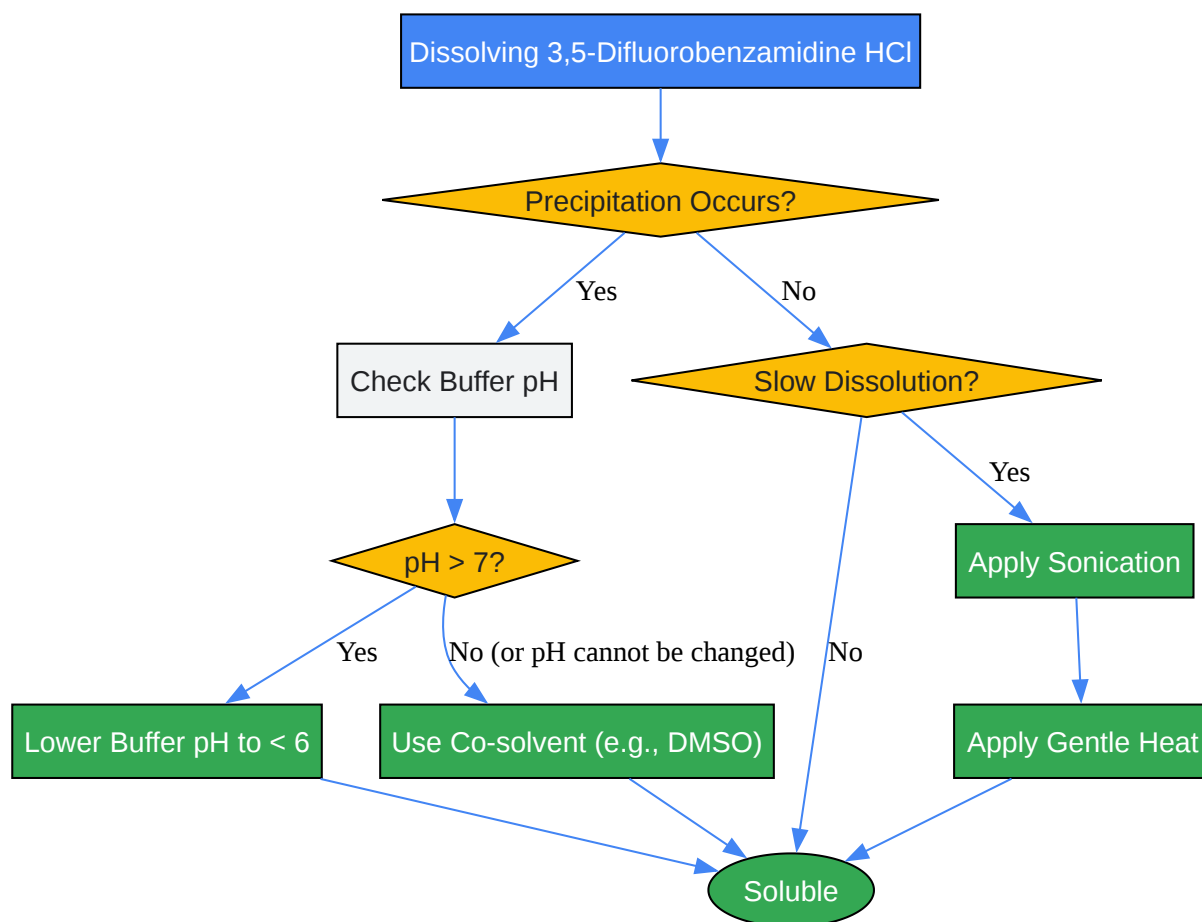 Dissolving 3,5-Difluorobenzamidine HCl
Precipitation Occurs?
Yes
No
Check Buffer pH
Slow Dissolution?
Yes
pH > 7?
Apply Sonication
Yes
No (or pH cannot be changed)
No
Lower Buffer pH to < 6
Use Co-solvent (e.g., DMSO)
Apply Gentle Heat
Soluble